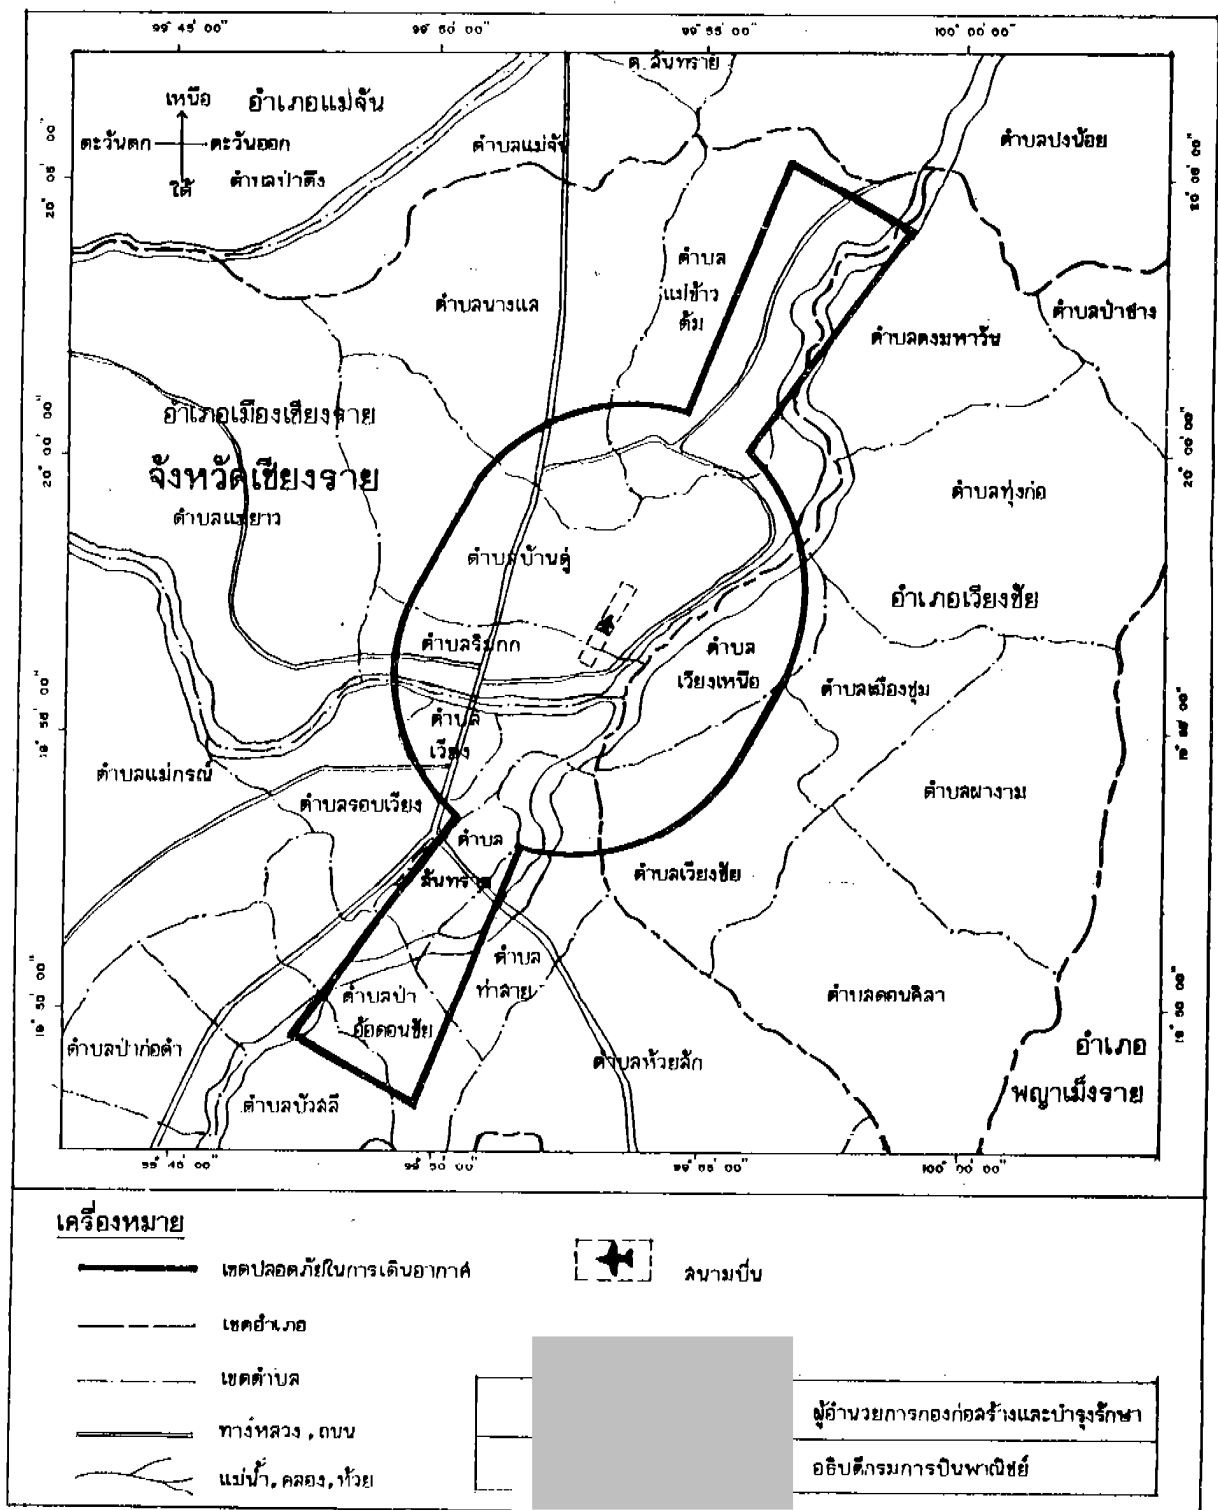 99° 45' 00"
99° 50' 00"
99° 55' 00"
100° 00' 00"
ต.สันทราย
เหนือ
อำเภอแม่จัน
ตะวันตก
ตะวันออก
ตำบลแม่จัน
ตำบลปงน้อย
ใต้
ตำบลป่าตึง
20° 05' 00"
20° 05' 00"
ตำบล
แม่ข้าว
ต้ม
ตำบลนางแล
ตำบลป่าซาง
ตำบลดงมหาวัน
อำเภอเมืองเชียงราย
20° 00' 00"
20° 00' 00"
จังหวัดเชียงราย
ตำบลแม่ยาว
ตำบลทุ่งก่อ
ตำบลบ้านดู่
อำเภอเวียงชัย
ตำบลริมกก
ตำบล
เวียงเหนือ
ตำบลเมืองชุม
19° 55' 00"
19° 55' 00"
ตำบล
เวียง
ตำบลแม่กรณ์
ตำบลรอบเวียง
ตำบลผางาม
ตำบล
สันทราย
ตำบลเวียงชัย
ตำบล
ท่าสาย
ตำบลป่า
อ้อดอนชัย
ตำบลดอนศิลา
19° 50' 00"
19° 50' 00"
ตำบลป่าก่อดำ
ตำบลห้วยสัก
อำเภอ
พญาเม็งราย
ตำบลบัวสลี
99° 45' 00"
99° 50' 00"
99° 55' 00"
100° 00' 00"
เครื่องหมาย
เขตปลอดภัยในการเดินอากาศ
สนามบิน
เขตอำเภอ
เขตตำบล
ทางหลวง, ถนน
ผู้อำนวยการกองก่อสร้างและบำรุงรักษา
แม่น้ำ, คลอง, ห้วย
อธิบดีกรมการบินพาณิชย์